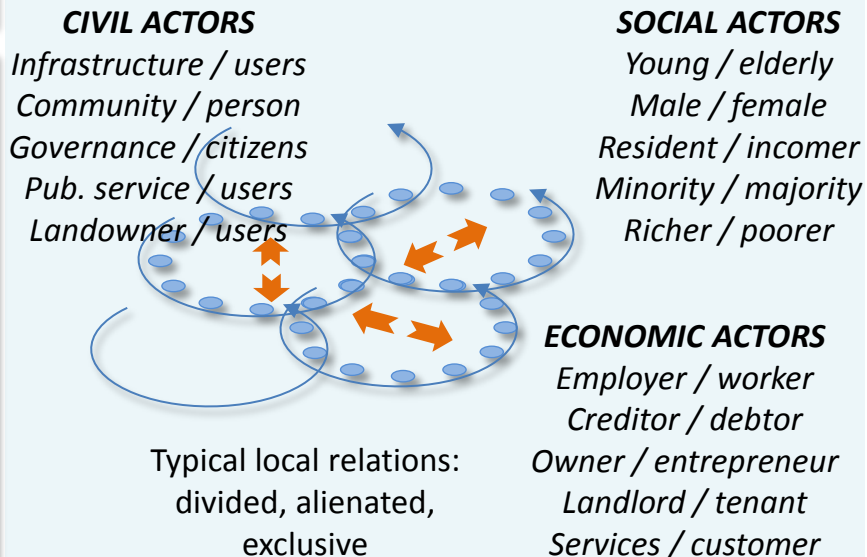 CIVIL ACTORS
Infrastructure / users
Community / person
Governance / citizens
Pub. service / users
Landowner / users
SOCIAL ACTORS
Young / elderly
Male / female
Resident / incomer
Minority / majority
Richer / poorer
ECONOMIC ACTORS
Employer / worker
Creditor / debtor
Owner / entrepreneur
Landlord / tenant
Services / customer
Typical local relations:
divided, alienated,
exclusive